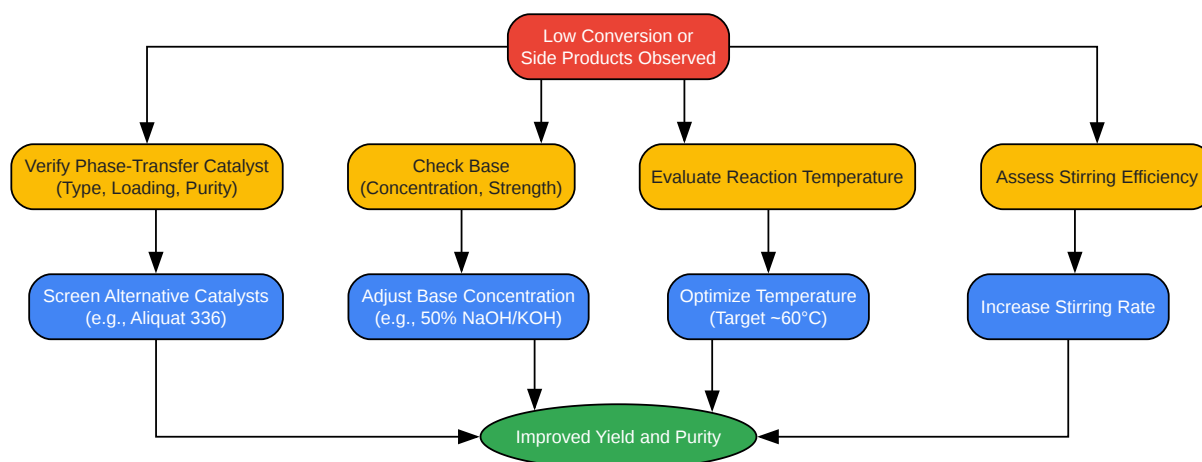 Low Conversion or
Side Products Observed
Verify Phase-Transfer Catalyst
(Type, Loading, Purity)
Check Base
(Concentration, Strength)
Evaluate Reaction Temperature
Assess Stirring Efficiency
Screen Alternative Catalysts
(e.g., Aliquat 336)
Adjust Base Concentration
(e.g., 50% NaOH/KOH)
Optimize Temperature
(Target ~60°C)
Increase Stirring Rate
Improved Yield and Purity